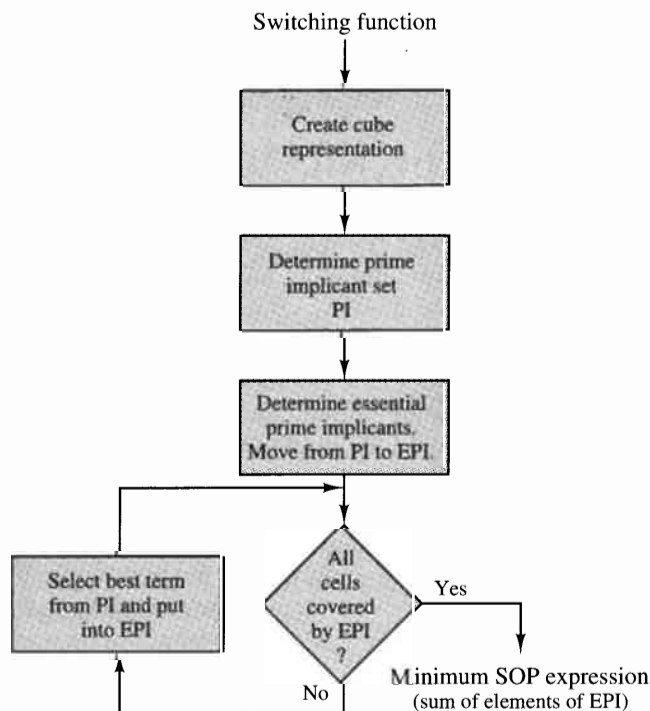 Switching function
Create cube
representation
Determine prime
implicant set
PI
Determine essential
prime implicants.
Move from PI to EPI.
All
cells
covered
by EPI
?
Yes
Select best term
from PI and put
into EPI
Minimum SOP expression
(sum of elements of EPI)
No